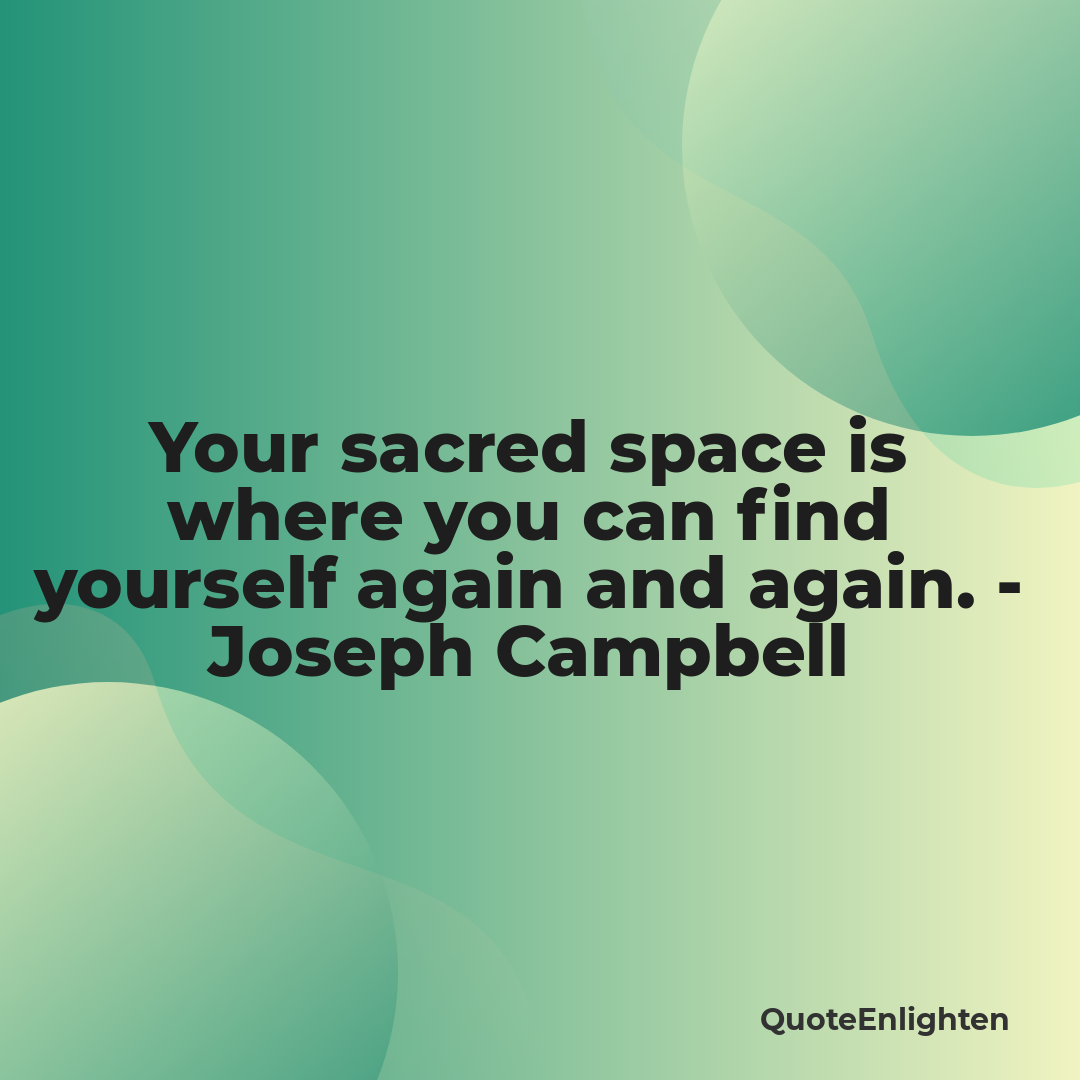 Your sacred space is
where you can find
yourself again and again. -
Joseph Campbell
QuoteEnlighten